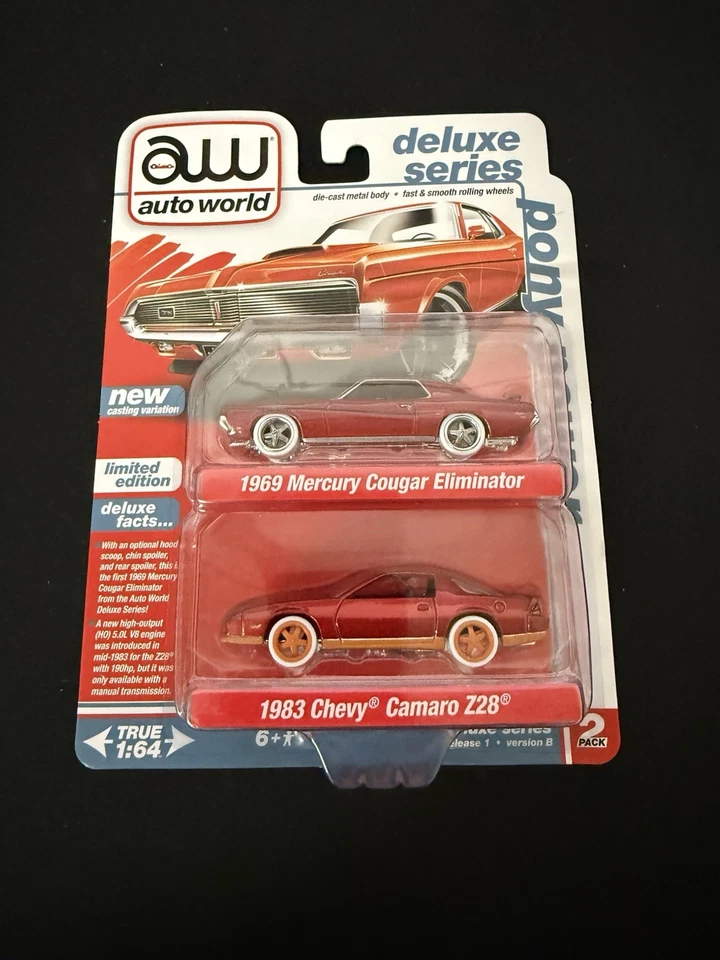 aw®
auto world
deluxe
series
die-cast metal body • fast & smooth rolling wheels
pony
new
casting variation
1969 Mercury Cougar Eliminator
limited
edition
deluxe
facts...
• With an optional hood
scoop, chin spoiler,
and rear spoiler, this i
the first 1969 Mercury
Cougar Eliminator
from the Auto World
Deluxe Series!
• A new high-output
(HO) 5.0L V8 engine
was introduced in
mid-1983 for the Z28®
with 190hp, but it was
only available with a
manual transmission.
1983 Chevy® Camaro Z28®
TRUE
1:64
6+
series
release 1 • version B
2
PACK